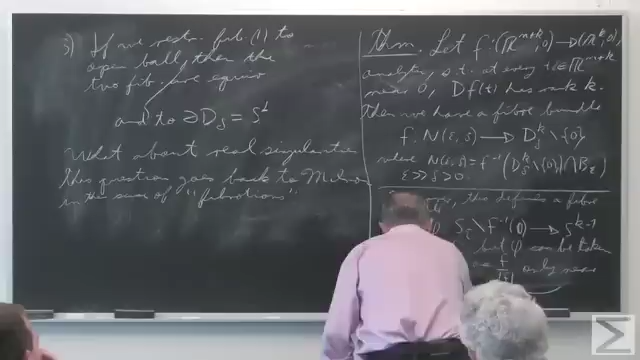 3) If we restr. fib. (1) to
open ball, then the
two fib. are equiv
and to ∂D_δ = S^1
What about real singularities
this question goes back to Milnor
in the sense of "fibrations".
Thm. Let f: (ℝ^{m+k}, 0) → (ℝ^k, 0)
analytic, s.t. at every t ∈ ℝ^{m+k}
near 0, Df(t) has rank k.
Then we have a fibre bundle
f: N(ε, δ) → D_δ^k \ {0},
where N(ε, δ) = f^{-1}(D_δ^k \ {0}) ∩ B_ε)
ε >> δ > 0.
this defines a fibre
S_ε \ f^{-1}(0) → S^{k-1}
but φ can be taken
f/|f| only near
Σ